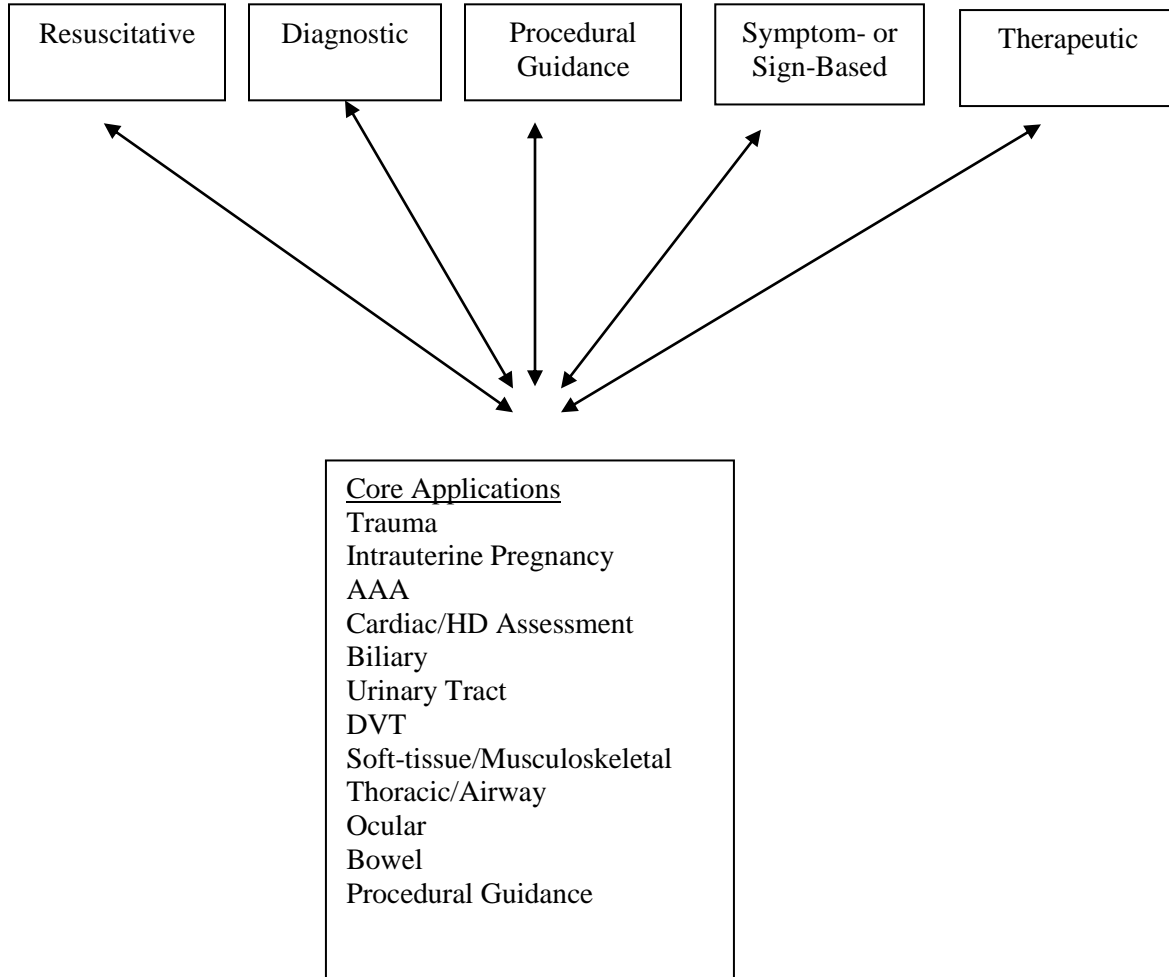 Resuscitative
Diagnostic
Procedural
Guidance
Symptom- or
Sign-Based
Therapeutic
Core Applications
Trauma
Intrauterine Pregnancy
AAA
Cardiac/HD Assessment
Biliary
Urinary Tract
DVT
Soft-tissue/Musculoskeletal
Thoracic/Airway
Ocular
Bowel
Procedural Guidance